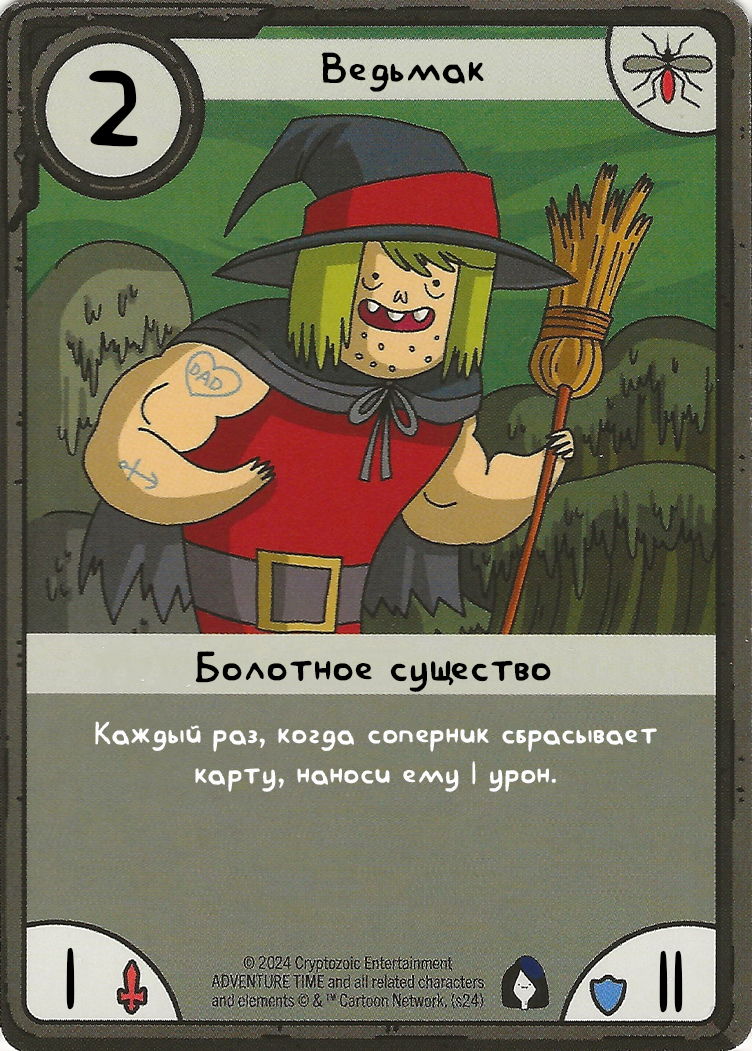 2
Ведьмак
DAD
Болотное существо
Каждый раз, когда соперник сбрасывает
карту, наноси ему 1 урон.
1
© 2024 Cryptozoic Entertainment
ADVENTURE TIME and all related characters
and elements © & ™ Cartoon Network. (s24)
11